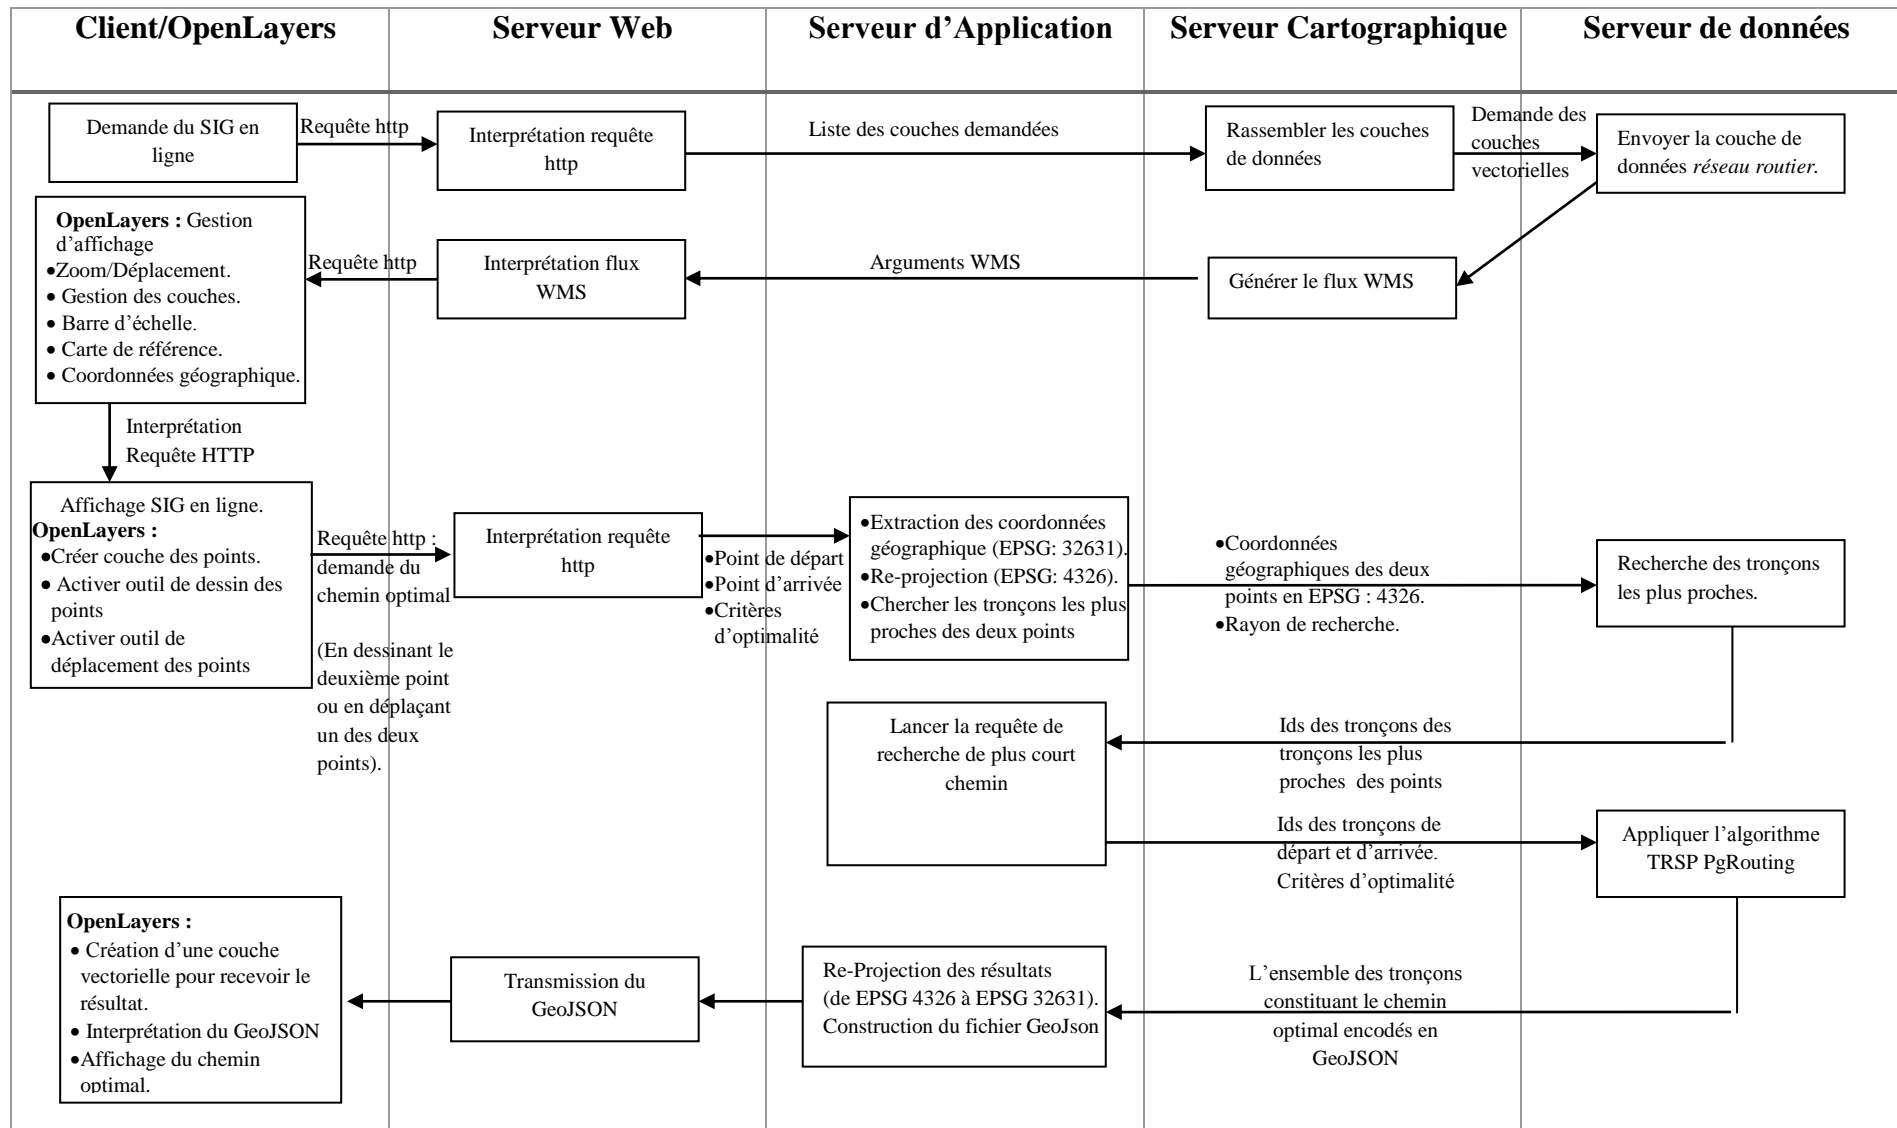 Client/OpenLayers
Serveur Web
Serveur d’Application
Serveur Cartographique
Serveur de données
Demande du SIG en
ligne
Requête http
Interprétation requête
http
Liste des couches demandées
Rassembler les couches
de données
Demande des
couches
vectorielles
Envoyer la couche de
données réseau routier.
OpenLayers : Gestion
d’affichage
•Zoom/Déplacement.
• Gestion des couches.
• Barre d’échelle.
• Carte de référence.
• Coordonnées géographique.
Requête http
Interprétation flux
WMS
Arguments WMS
Générer le flux WMS
Interprétation
Requête HTTP
Affichage SIG en ligne.
OpenLayers :
•Créer couche des points.
• Activer outil de dessin des
points
•Activer outil de
déplacement des points
Requête http :
demande du
chemin optimal
(En dessinant le
deuxième point
ou en déplaçant
un des deux
points).
Interprétation requête
http
•Point de départ
•Point d’arrivée
•Critères
d’optimalité
•Extraction des coordonnées
géographique (EPSG: 32631).
•Re-projection (EPSG: 4326).
•Chercher les tronçons les plus
proches des deux points
•Coordonnées
géographiques des deux
points en EPSG : 4326.
•Rayon de recherche.
Recherche des tronçons
les plus proches.
Lancer la requête de
recherche de plus court
chemin
Ids des tronçons des
tronçons les plus
proches des points
Ids des tronçons de
départ et d’arrivée.
Critères d’optimalité
Appliquer l’algorithme
TRSP PgRouting
OpenLayers :
• Création d’une couche
vectorielle pour recevoir le
résultat.
• Interprétation du GeoJSON
•Affichage du chemin
optimal.
Transmission du
GeoJSON
Re-Projection des résultats
(de EPSG 4326 à EPSG 32631).
Construction du fichier GeoJson
L’ensemble des tronçons
constituant le chemin
optimal encodés en
GeoJSON